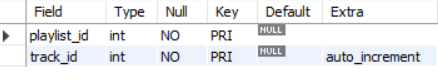 Field Type Null Key Default Extra
playlist_id int NO PRI NULL
track_id int NO PRI NULL auto_increment